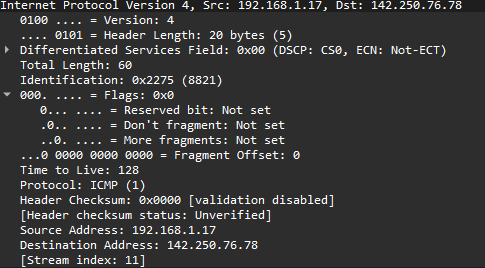 Internet Protocol Version 4, Src: 192.168.1.17, Dst: 142.250.76.78
0100 .... = Version: 4
.... 0101 = Header Length: 20 bytes (5)
Differentiated Services Field: 0x00 (DSCP: CS0, ECN: Not-ECT)
Total Length: 60
Identification: 0x2275 (8821)
000. .... = Flags: 0x0
0... .... = Reserved bit: Not set
.0.. .... = Don't fragment: Not set
..0. .... = More fragments: Not set
...0 0000 0000 0000 = Fragment Offset: 0
Time to Live: 128
Protocol: ICMP (1)
Header Checksum: 0x0000 [validation disabled]
[Header checksum status: Unverified]
Source Address: 192.168.1.17
Destination Address: 142.250.76.78
[Stream index: 11]